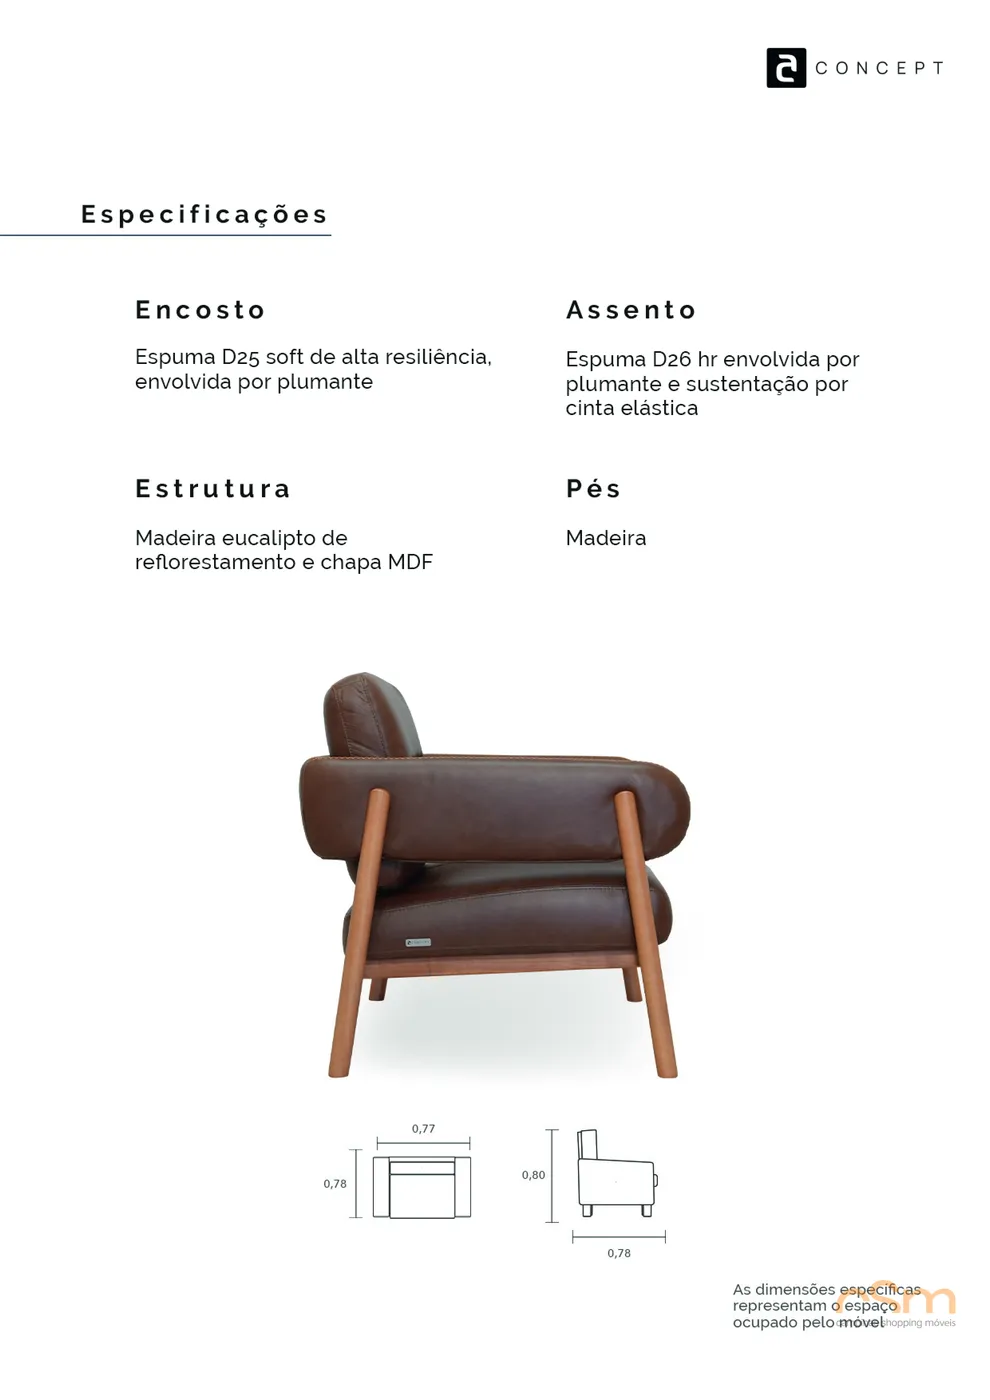 CONCEPT
Especificações
Encosto
Espuma D25 soft de alta resiliência,
envolvida por plumante
Assento
Espuma D26 hr envolvida por
plumante e sustentação por
cinta elástica
Estrutura
Madeira eucalipto de
reflorestamento e chapa MDF
Pés
Madeira
0,77
0,78
0,80
0,78
As dimensões específicas
representam o espaço
ocupado pelo móvel
csm
shopping móveis